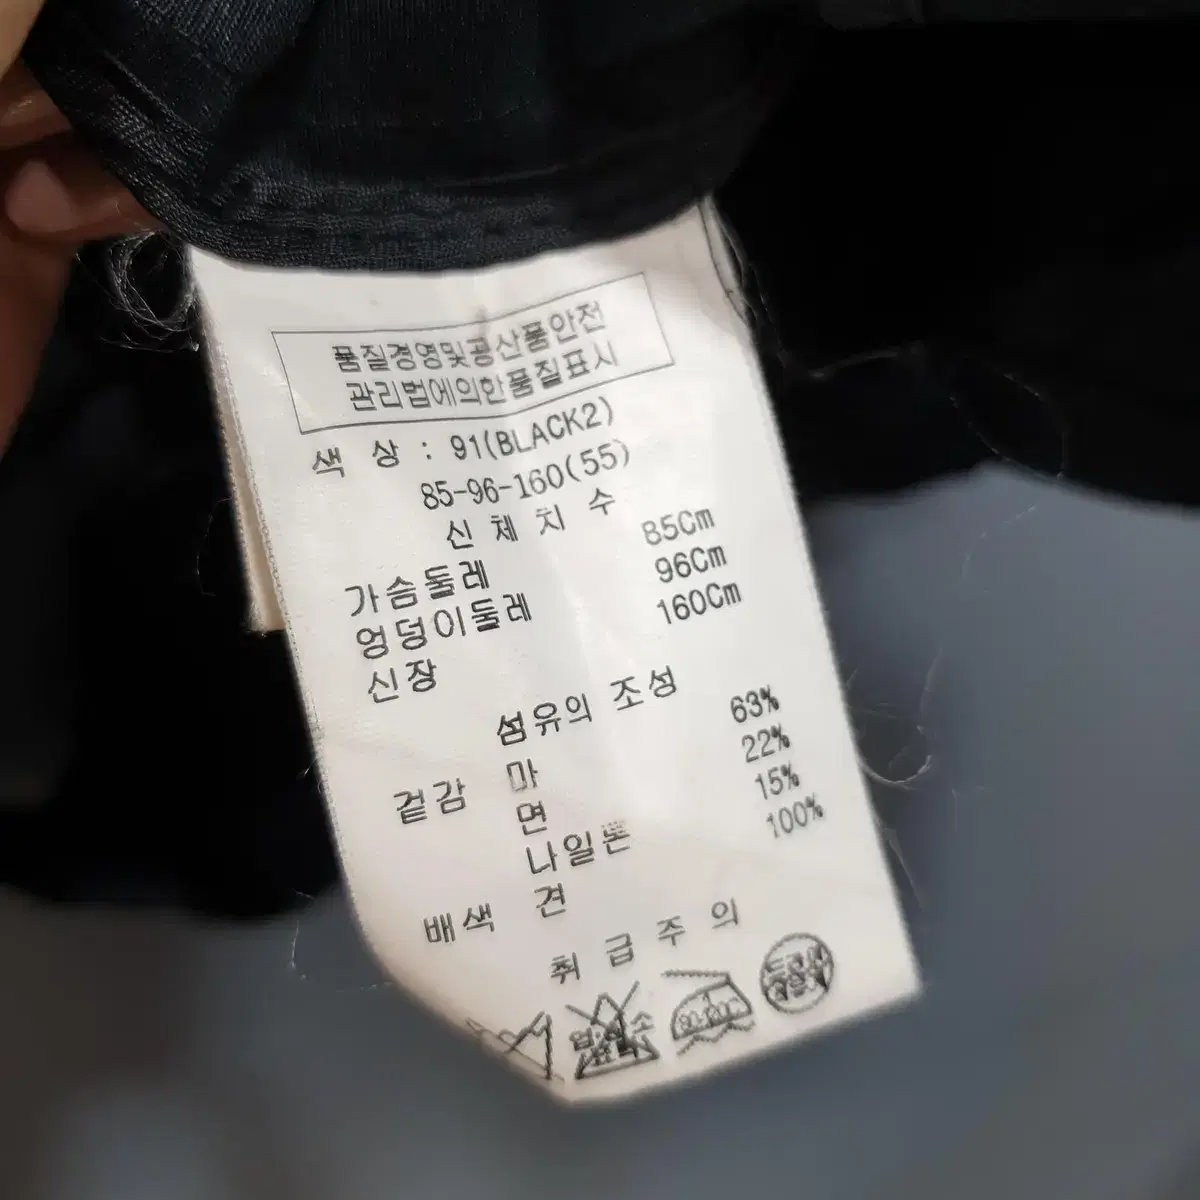 품질경영및공산품안전
관리법에의한품질표시
색 상 : 91(BLACK2)
85-96-160(55)
신 체 치 수
가슴둘레 85Cm
엉덩이둘레 96Cm
신장 160Cm
섬유의 조성
겉감 마 63%
면 22%
나일론 15%
배색 견 100%
취 급 주 의
드라이